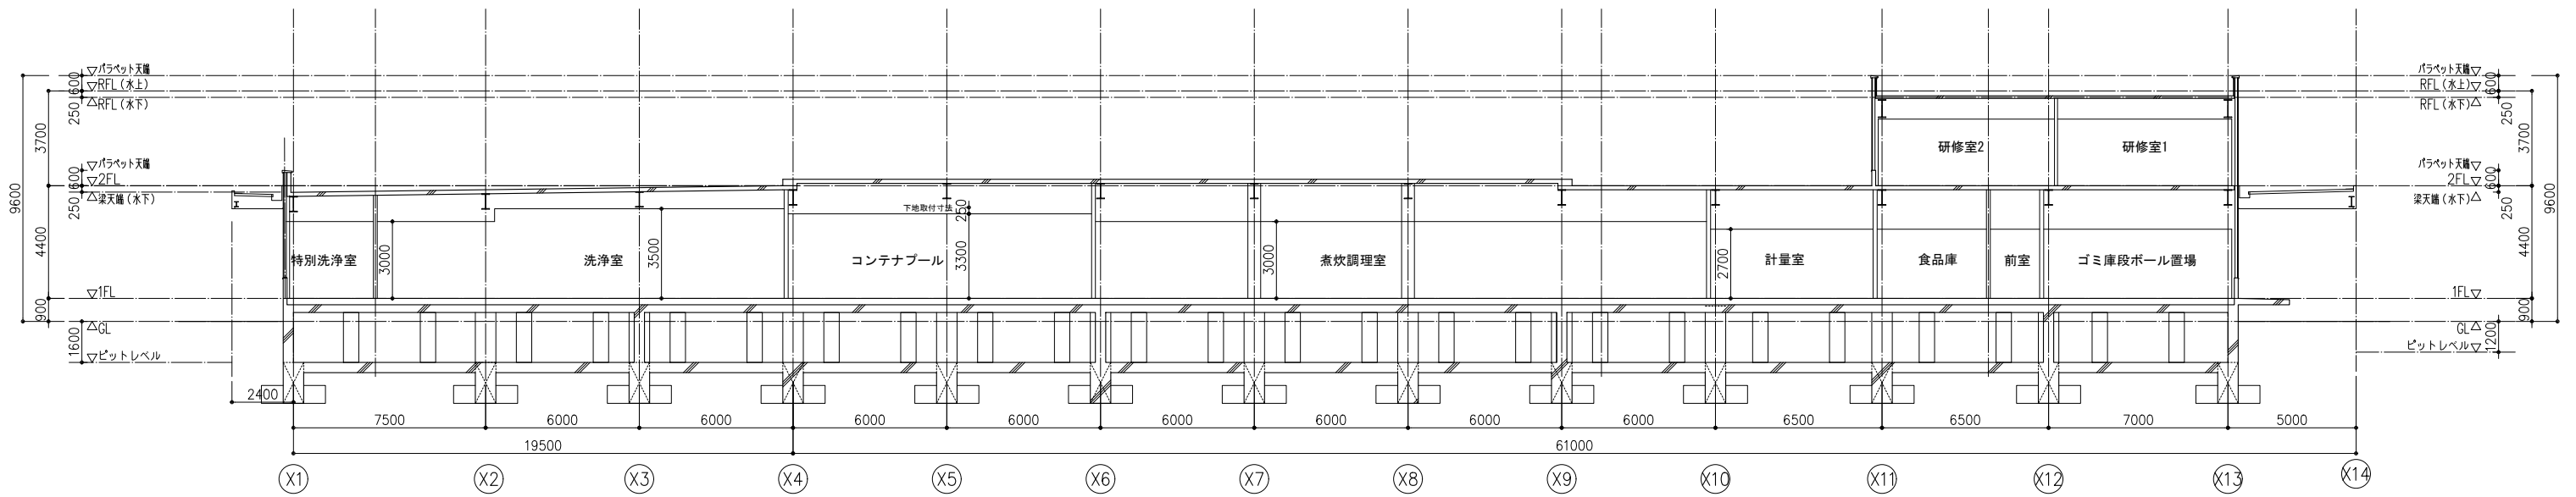 ▽パラペット天端
▽RFL(水上)
△RFL(水下)
600
250
3700
▽パラペット天端
▽2FL
△梁天端(水下)
600
250
9600
4400
▽1FL
900
△GL
1600
▽ピットレベル
2400
パラペット天端▽
RFL(水上)▽
RFL(水下)△
600
250
3700
パラペット天端▽
2FL▽
梁天端(水下)△
600
250
9600
4400
1FL▽
900
GL△
1200
ピットレベル▽
研修室2
研修室1
下地取付寸法
250
特別洗浄室
3000
洗浄室
3500
コンテナプール
3300
3000
煮炊調理室
2700
計量室
食品庫
前室
ゴミ庫段ボール置場
7500
6000
6000
6000
6000
6000
6000
6000
6000
6500
6500
7000
5000
19500
61000
X1
X2
X3
X4
X5
X6
X7
X8
X9
X10
X11
X12
X13
X14